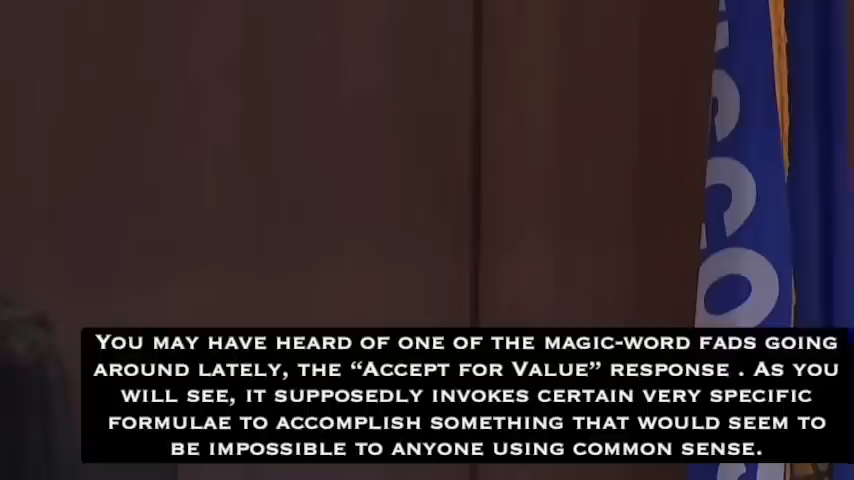 SCO
You may have heard of one of the magic-word fads going
around lately, the “Accept for Value” response . As you
will see, it supposedly invokes certain very specific
formulae to accomplish something that would seem to
be impossible to anyone using common sense.